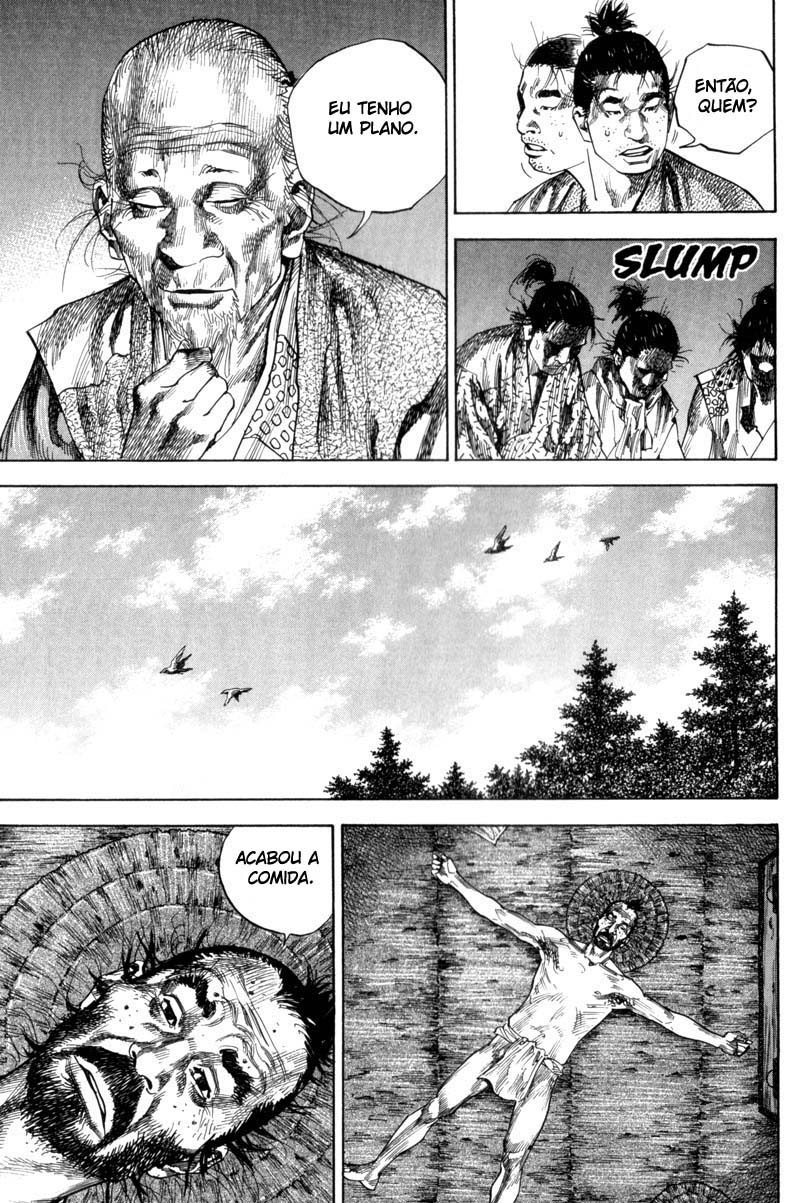 ENTÃO,
QUEM?
SLUMP
EU TENHO
UM PLANO.
ACABOU A
COMIDA.